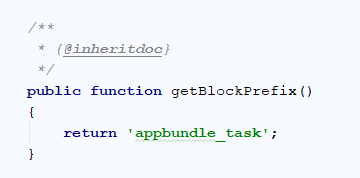 /**
 * {@inheritdoc}
 */
public function getBlockPrefix()
{
    return 'appbundle_task';
}